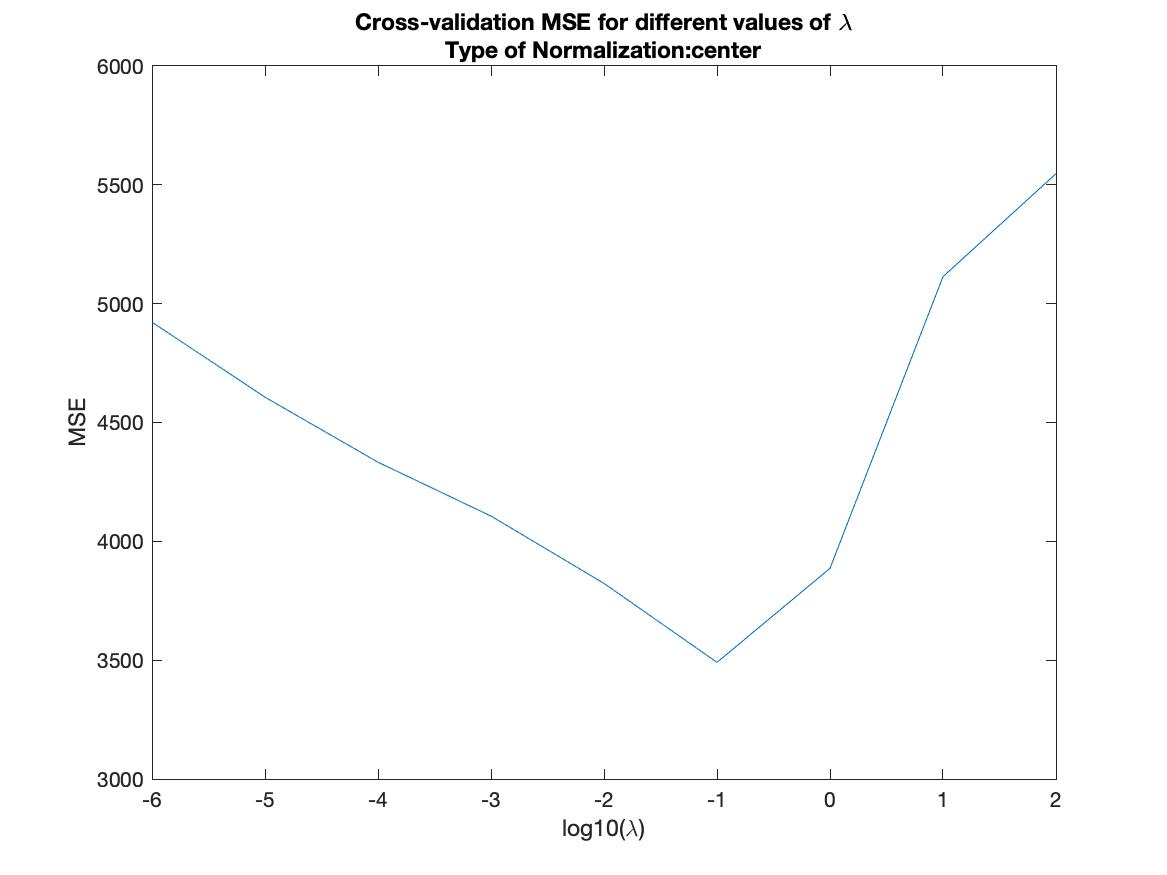 Cross-validation MSE for different values of λ
Type of Normalization:center
6000
5500
5000
4500
4000
3500
3000
MSE
-6 -5 -4 -3 -2 -1 0 1 2
log10(λ)